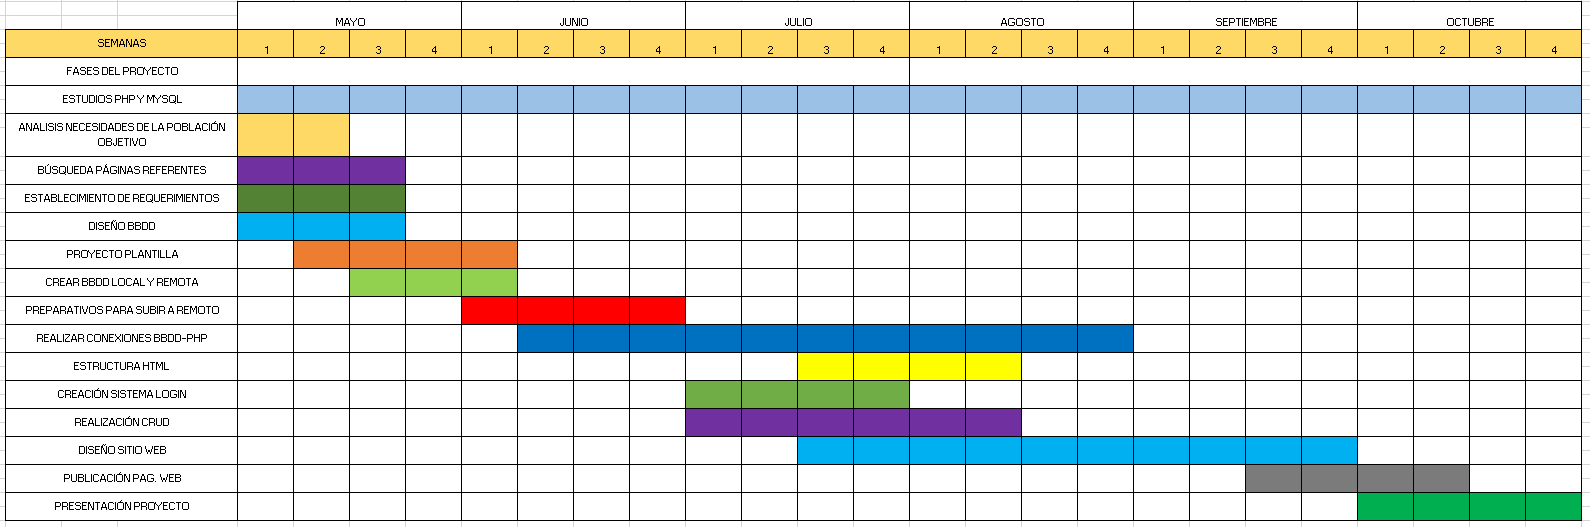 MAYO JUNIO JULIO AGOSTO SEPTIEMBRE OCTUBRE
SEMANAS 1 2 3 4 1 2 3 4 1 2 3 4 1 2 3 4 1 2 3 4 1 2 3 4
FASES DEL PROYECTO
ESTUDIOS PHP Y MYSQL
ANALISIS NECESIDADES DE LA POBLACIÓN
OBJETIVO
BÚSQUEDA PÁGINAS REFERENTES
ESTABLECIMIENTO DE REQUERIMIENTOS
DISEÑO BBDD
PROYECTO PLANTILLA
CREAR BBDD LOCAL Y REMOTA
PREPARATIVOS PARA SUBIR A REMOTO
REALIZAR CONEXIONES BBDD-PHP
ESTRUCTURA HTML
CREACIÓN SISTEMA LOGIN
REALIZACIÓN CRUD
DISEÑO SITIO WEB
PUBLICACIÓN PAG. WEB
PRESENTACIÓN PROYECTO